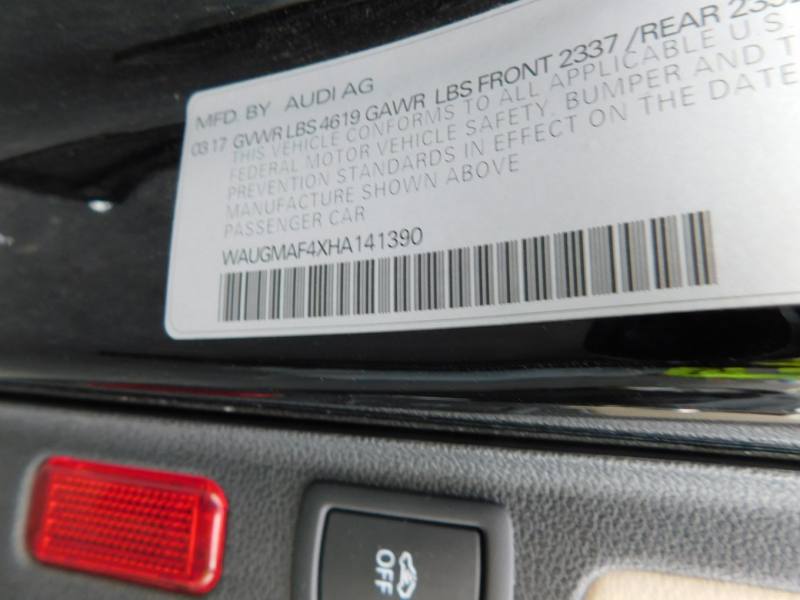 MFD. BY AUDI AG
0317 GVWR LBS 4619 GAWR LBS FRONT 2337 /REAR 2332
THIS VEHICLE CONFORMS TO ALL APPLICABLE U.S.
FEDERAL MOTOR VEHICLE SAFETY, BUMPER AND
PREVENTION STANDARDS IN EFFECT ON THE DATE
MANUFACTURE SHOWN ABOVE
PASSENGER CAR
WAUGMAF4XHA141390
OFF